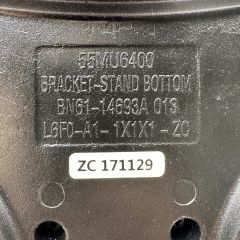 55MU6400
BRACKET-STAND BOTTOM
BN61-14633A 013
L6F0-A1- 1X1X1 - ZC
ZC 171129